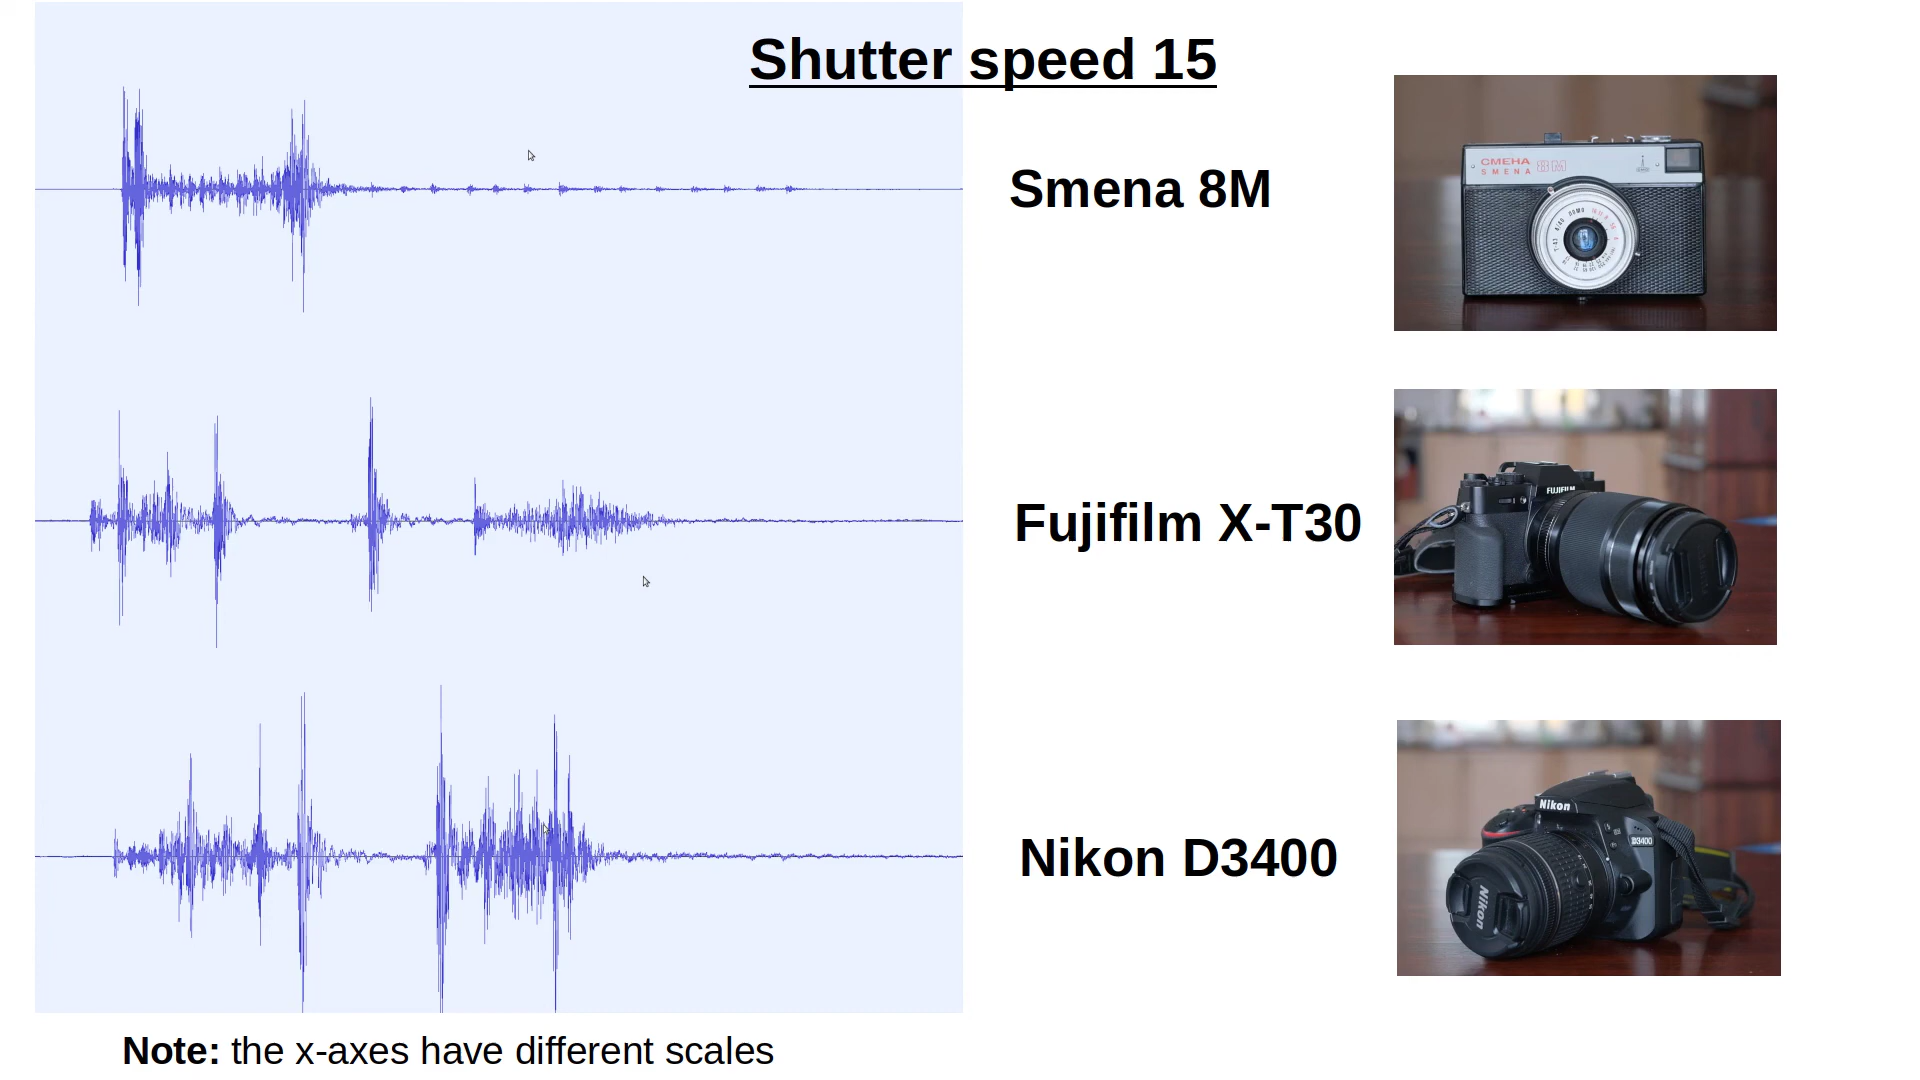 Shutter speed 15
Smena 8M
СМЕНА 8M
SMENA
Fujifilm X-T30
FUJIFILM
Nikon D3400
Nikon
D3400
Nikon
Note: the x-axes have different scales